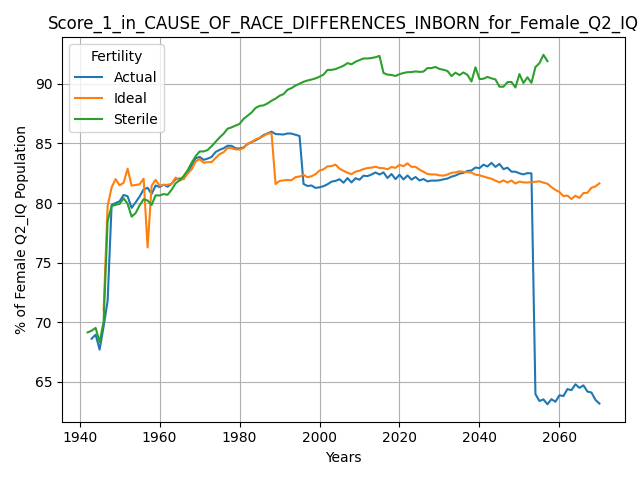 Score_1_in_CAUSE_OF_RACE_DIFFERENCES_INBORN_for_Female_Q2_IQ
Fertility
Actual
Ideal
Sterile
% of Female Q2_IQ Population
90
85
80
75
70
65
1940 1960 1980 2000 2020 2040 2060
Years